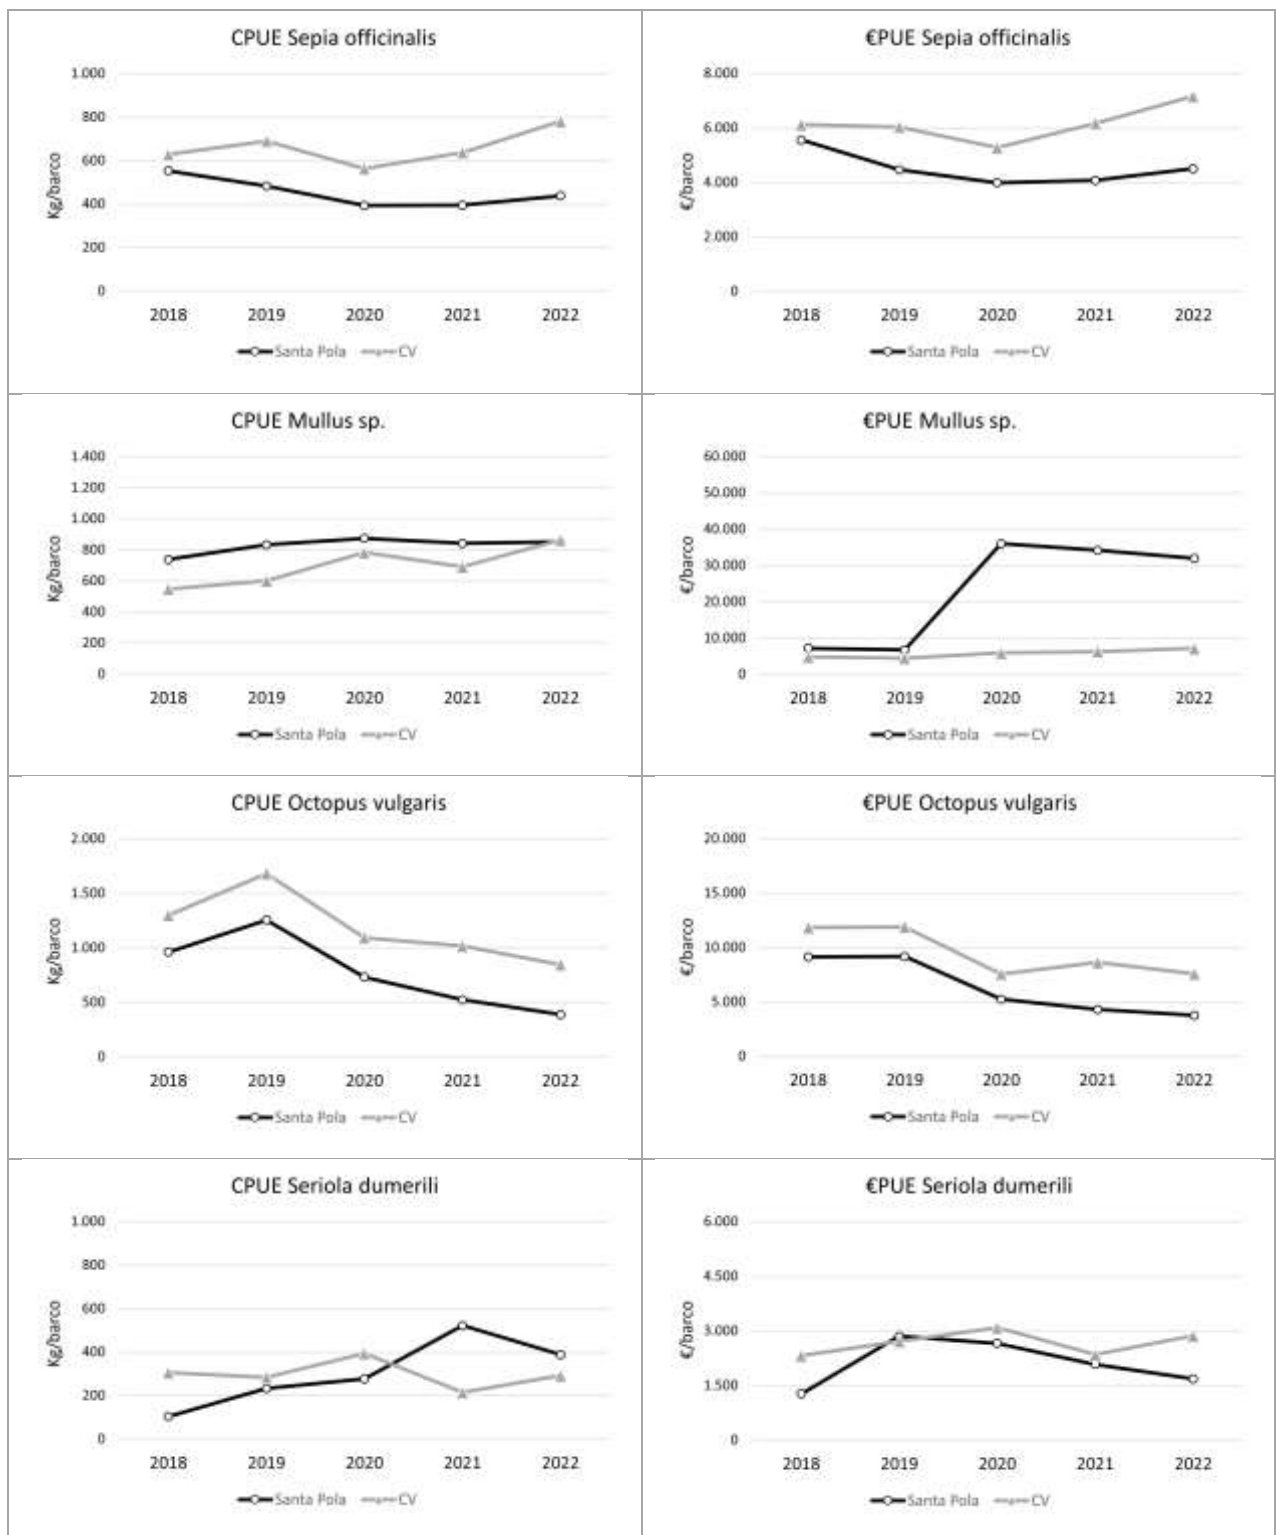 CPUE Sepia officinalis
1.000
800
600
400
200
0
Kg/barco
2018 2019 2020 2021 2022
Santa Pola CV
€PUE Sepia officinalis
8.000
6.000
4.000
2.000
0
€/barco
2018 2019 2020 2021 2022
Santa Pola CV
CPUE Mullus sp.
1.400
1.200
1.000
800
600
400
200
0
Kg/barco
2018 2019 2020 2021 2022
Santa Pola CV
€PUE Mullus sp.
60.000
50.000
40.000
30.000
20.000
10.000
0
€/barco
2018 2019 2020 2021 2022
Santa Pola CV
CPUE Octopus vulgaris
2.000
1.500
1.000
500
0
Kg/barco
2018 2019 2020 2021 2022
Santa Pola CV
€PUE Octopus vulgaris
20.000
15.000
10.000
5.000
0
€/barco
2018 2019 2020 2021 2022
Santa Pola CV
CPUE Seriola dumerili
1.000
800
600
400
200
0
Kg/barco
2018 2019 2020 2021 2022
Santa Pola CV
€PUE Seriola dumerili
6.000
4.500
3.000
1.500
0
€/barco
2018 2019 2020 2021 2022
Santa Pola CV